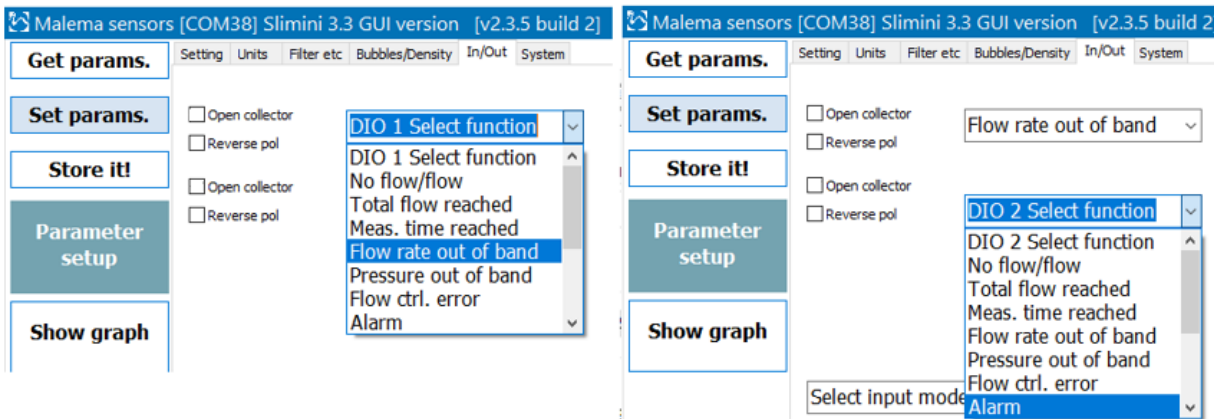 Malema sensors [COM38] Slimini 3.3 GUI version [v2.3.5 build 2]
Get params.
Set params.
Store it!
Parameter
setup
Show graph
Setting Units Filter etc Bubbles/Density In/Out System
Open collector
Reverse pol
Open collector
Reverse pol
DIO 1 Select function
DIO 1 Select function
No flow/flow
Total flow reached
Meas. time reached
Flow rate out of band
Pressure out of band
Flow ctrl. error
Alarm
Malema sensors [COM38] Slimini 3.3 GUI version [v2.3.5 build 2
Get params.
Set params.
Store it!
Parameter
setup
Show graph
Setting Units Filter etc Bubbles/Density In/Out System
Open collector
Reverse pol
Open collector
Reverse pol
Flow rate out of band
DIO 2 Select function
DIO 2 Select function
No flow/flow
Total flow reached
Meas. time reached
Flow rate out of band
Pressure out of band
Flow ctrl. error
Alarm
Select input mode